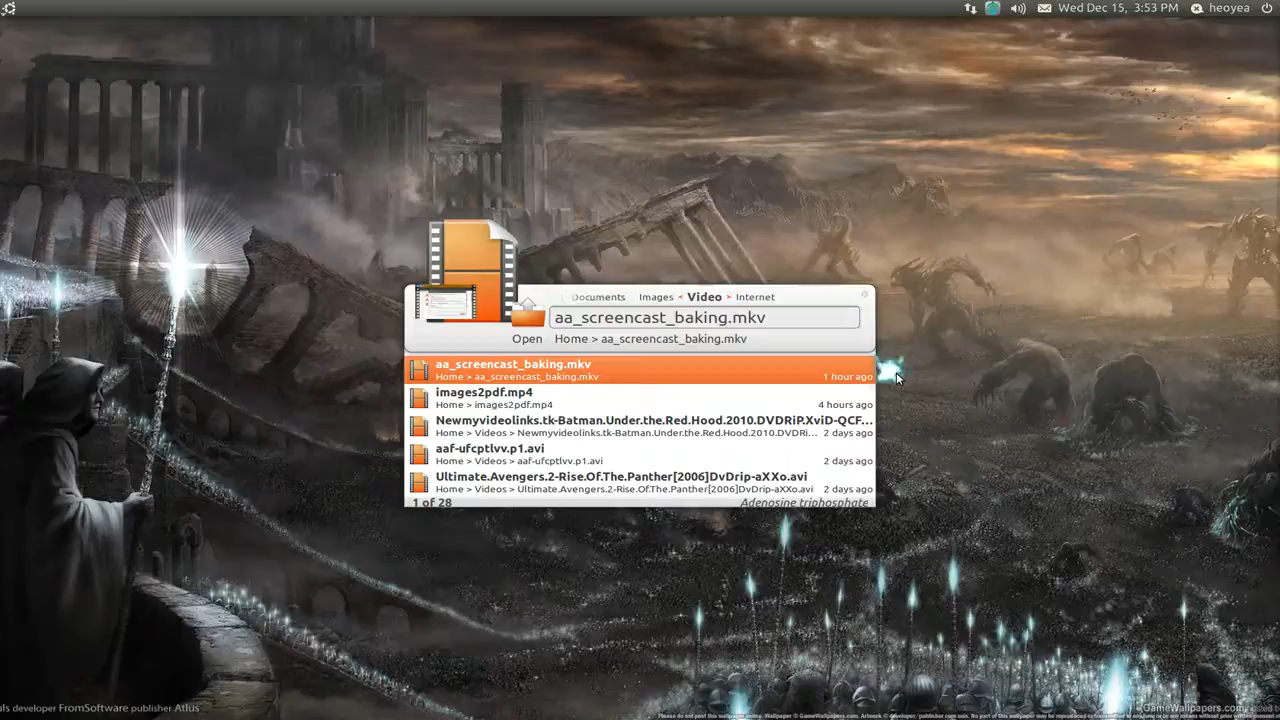 Wed Dec 15, 3:53 PM heoyea
Documents Images Video Internet
aa_screencast_baking.mkv
Open Home > aa_screencast_baking.mkv
aa_screencast_baking.mkv
Home > aa_screencast_baking.mkv 1 hour ago
images2pdf.mp4
Home > images2pdf.mp4 4 hours ago
Newmyvideolinks.tk-Batman.Under.the.Red.Hood.2010.DVDRiP.XviD-QCF...
Home > Videos > Newmyvideolinks.tk-Batman.Under.the.Red.Hood.2010.DVDRi... 2 days ago
aaf-ufcptlvv.p1.avi
Home > Videos > aaf-ufcptlvv.p1.avi 2 days ago
Ultimate.Avengers.2-Rise.Of.The.Panther[2006]DvDrip-aXXo.avi
Home > Videos > Ultimate.Avengers.2-Rise.Of.The.Panther[2006]DvDrip-aXXo.avi 2 days ago
1 of 28 Adenosine triphosphate
uls developer FromSoftware publisher Atlus
GameWallpapers.com